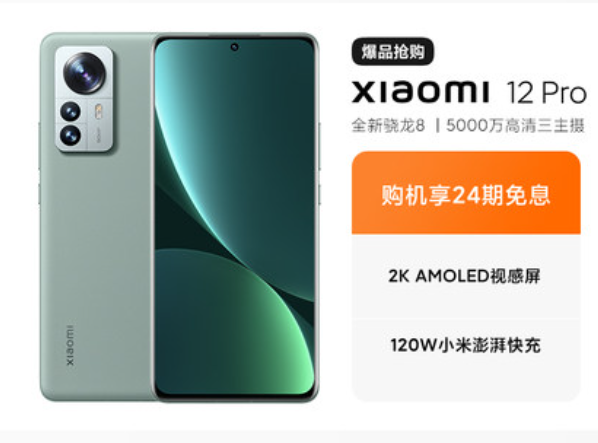 爆品抢购
xiaomi 12 Pro
全新骁龙8 | 5000万高清三主摄
购机享24期免息
2K AMOLED视感屏
120W小米澎湃快充
xiaomi